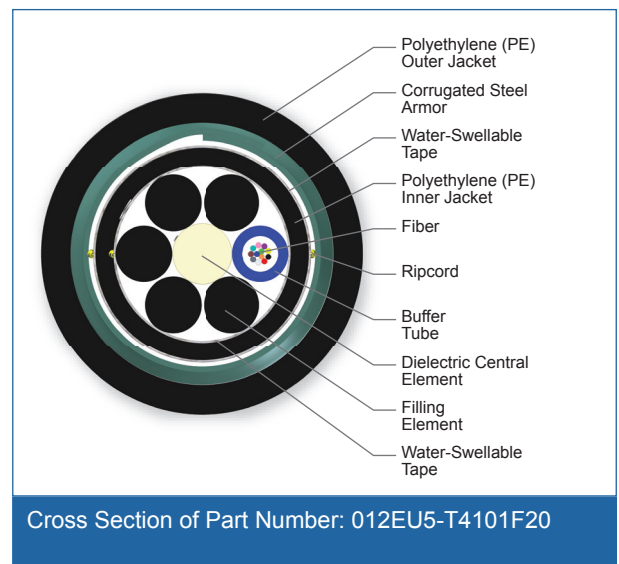 Polyethylene (PE)
Outer Jacket
Corrugated Steel
Armor
Water-Swellable
Tape
Polyethylene (PE)
Inner Jacket
Fiber
Ripcord
Buffer
Tube
Dielectric Central
Element
Filling
Element
Water-Swellable
Tape
Cross Section of Part Number: 012EU5-T4101F20